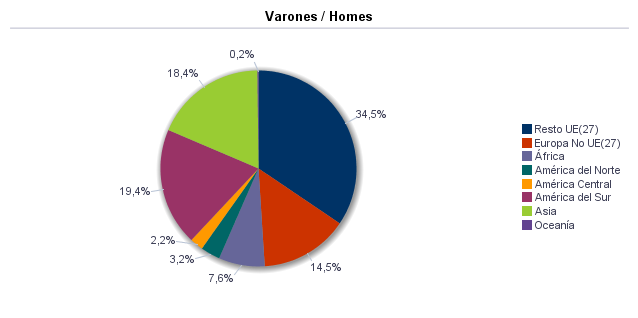 Varones / Homes
0,2%
18,4%
34,5%
19,4%
2,2%
3,2%
7,6%
14,5%
Resto UE(27)
Europa No UE(27)
África
América del Norte
América Central
América del Sur
Asia
Oceanía